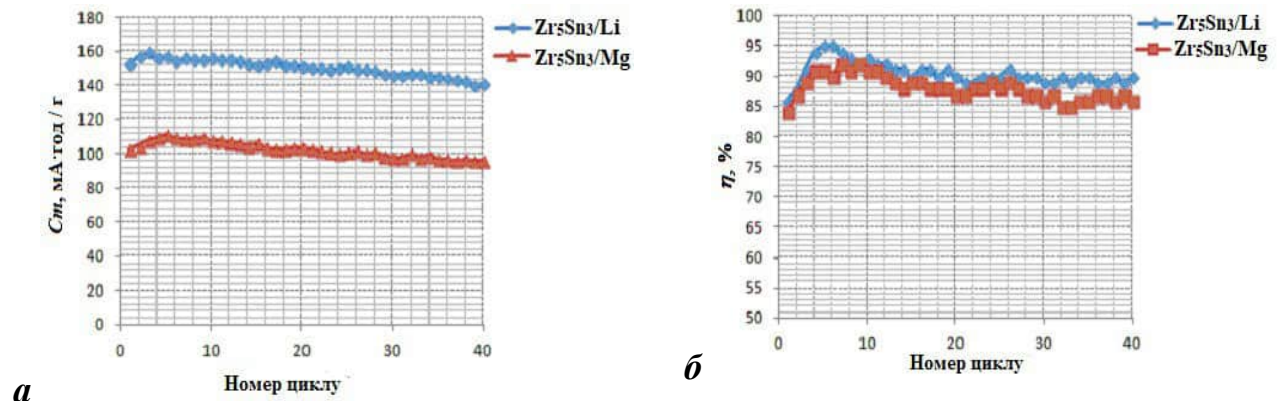 180
160
140
120
100
80
60
40
20
0
Cm, мА·год / г
0 10 20 30 40
Номер циклу
Zr5Sn3/Li
Zr5Sn3/Mg
а
100
95
90
85
80
75
70
65
60
55
50
η, %
0 10 20 30 40
Номер циклу
Zr5Sn3/Li
Zr5Sn3/Mg
б